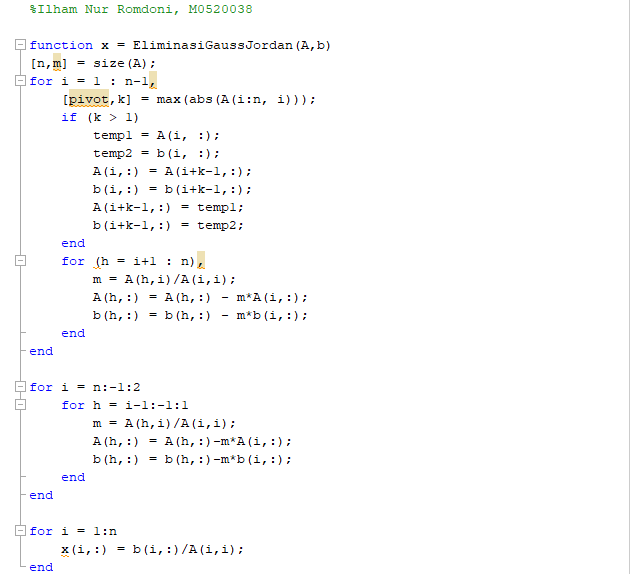 %Ilham Nur Romdoni, M0520038
function x = EliminasiGaussJordan(A,b)
[n,m] = size(A);
for i = 1 : n-1,
[pivot,k] = max(abs(A(i:n, i)));
if (k > 1)
temp1 = A(i, :);
temp2 = b(i, :);
A(i,:) = A(i+k-1,:);
b(i,:) = b(i+k-1,:);
A(i+k-1,:) = temp1;
b(i+k-1,:) = temp2;
end
for (h = i+1 : n),
m = A(h,i)/A(i,i);
A(h,:) = A(h,:) - m*A(i,:);
b(h,:) = b(h,:) - m*b(i,:);
end
end
for i = n:-1:2
for h = i-1:-1:1
m = A(h,i)/A(i,i);
A(h,:) = A(h,:)-m*A(i,:);
b(h,:) = b(h,:)-m*b(i,:);
end
end
for i = 1:n
x(i,:) = b(i,:)/A(i,i);
end